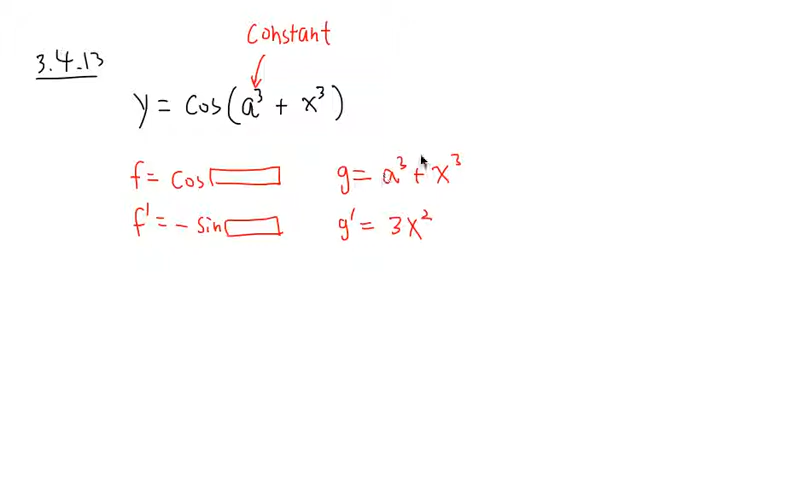 Constant
3.4.13
y = cos(a³ + x³)
f = cos▭ g = a³ + x³
f' = - sin▭ g' = 3x²